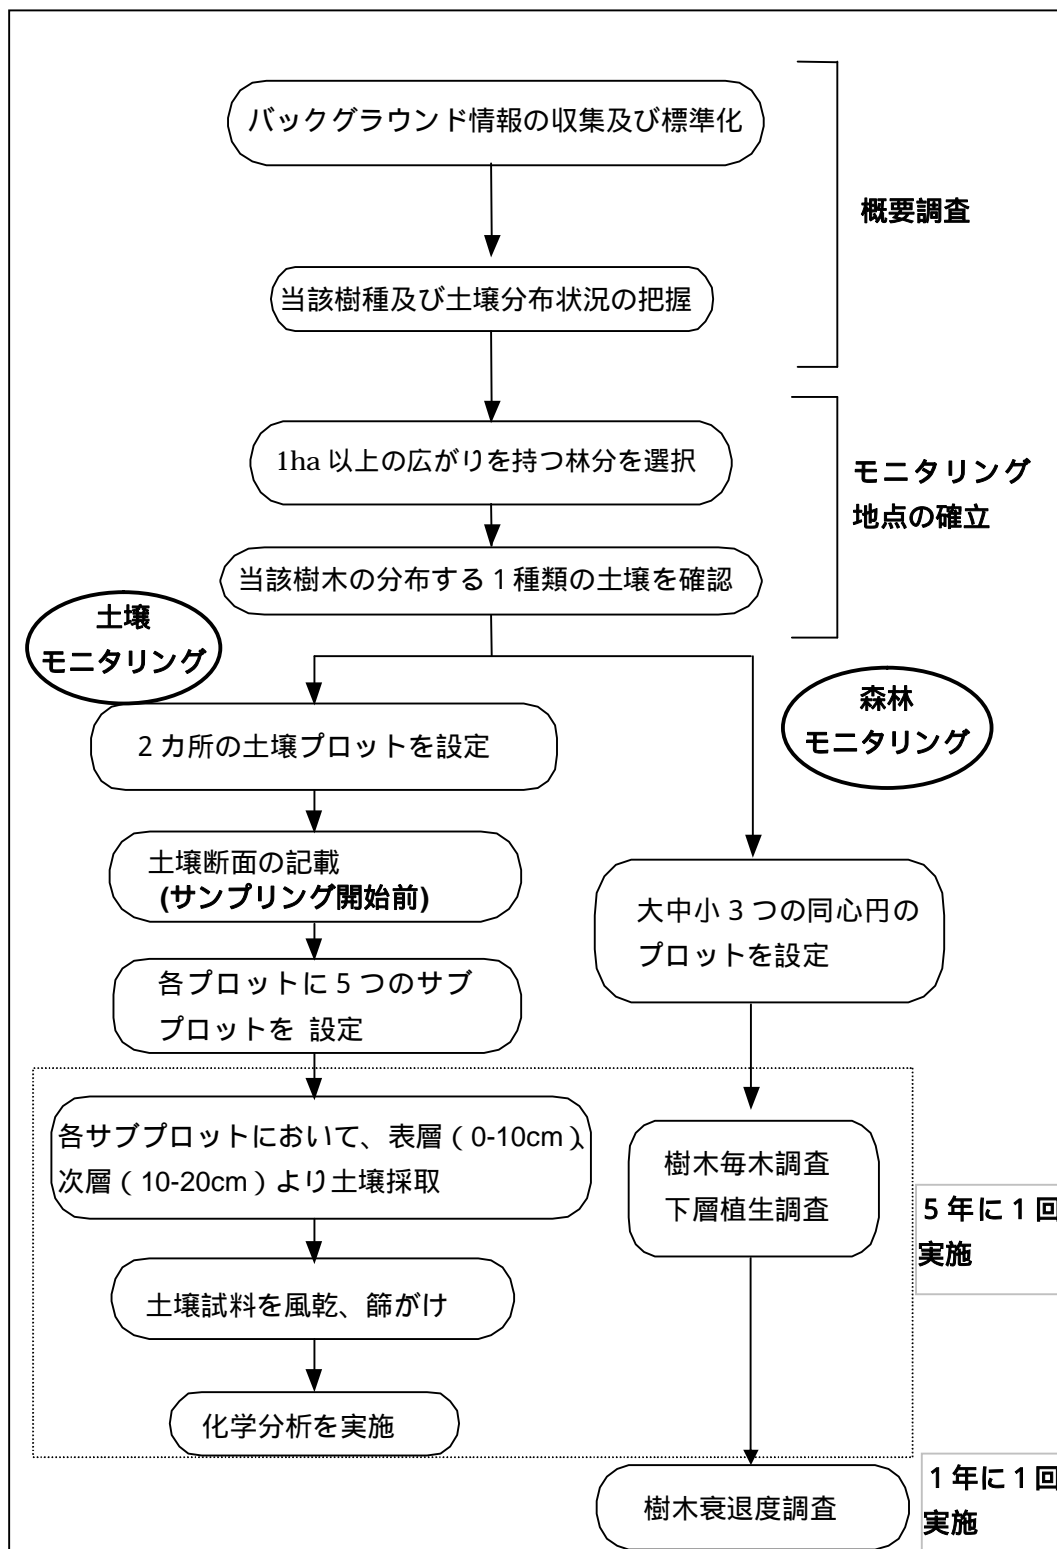 バックグラウンド情報の収集及び標準化
概要調査
当該樹種及び土壌分布状況の把握
1ha 以上の広がりを持つ林分を選択
モニタリング
地点の確立
当該樹木の分布する1種類の土壌を確認
土壌
モニタリング
森林
モニタリング
2カ所の土壌プロットを設定
土壌断面の記載
(サンプリング開始前)
大中小3つの同心円の
プロットを設定
各プロットに5つのサブ
プロットを 設定
各サブプロットにおいて、表層（0-10cm）、
次層（10-20cm）より土壌採取
樹木毎木調査
下層植生調査
5年に1回
実施
土壌試料を風乾、篩がけ
化学分析を実施
樹木衰退度調査
1年に1回
実施